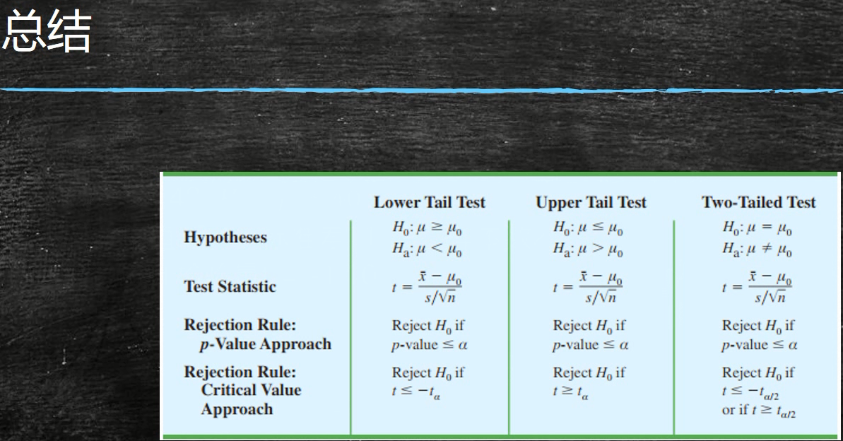 总结
Lower Tail Test Upper Tail Test Two-Tailed Test
Hypotheses
H₀: μ ≥ μ₀ H₀: μ ≤ μ₀ H₀: μ = μ₀
Hₐ: μ < μ₀ Hₐ: μ > μ₀ Hₐ: μ ≠ μ₀
Test Statistic t = (x̄ − μ₀)/(s/√n) t = (x̄ − μ₀)/(s/√n) t = (x̄ − μ₀)/(s/√n)
Rejection Rule: Reject H₀ if Reject H₀ if Reject H₀ if
p-Value Approach p-value ≤ α p-value ≤ α p-value ≤ α
Rejection Rule: Reject H₀ if Reject H₀ if Reject H₀ if
Critical Value t ≤ −tα t ≥ tα t ≤ −tα/2
Approach or if t ≥ tα/2